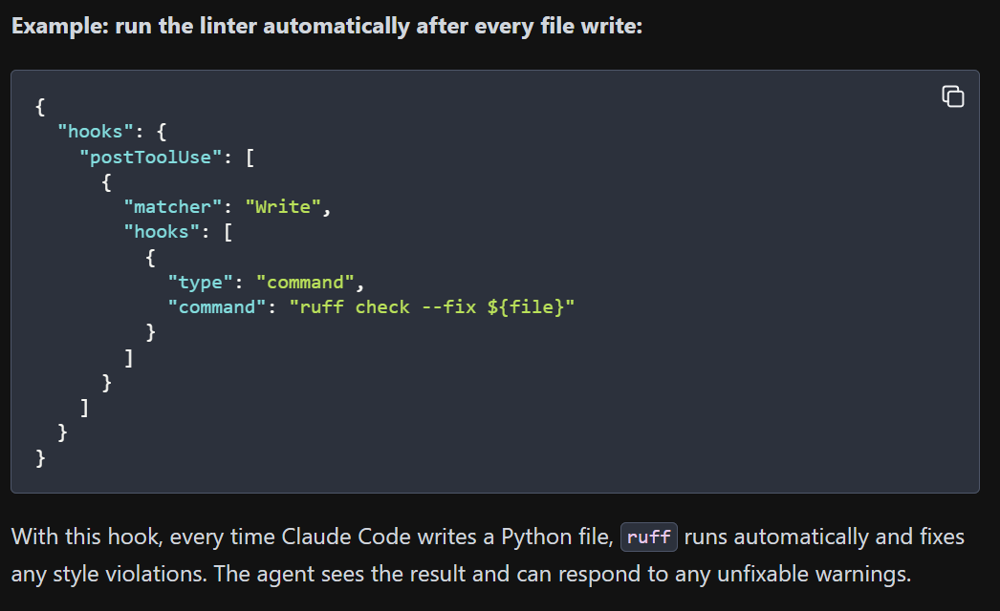 Example: run the linter automatically after every file write:
{
  "hooks": {
    "postToolUse": [
      {
        "matcher": "Write",
        "hooks": [
          {
            "type": "command",
            "command": "ruff check --fix ${file}"
          }
        ]
      }
    ]
  }
}
With this hook, every time Claude Code writes a Python file, ruff runs automatically and fixes
any style violations. The agent sees the result and can respond to any unfixable warnings.